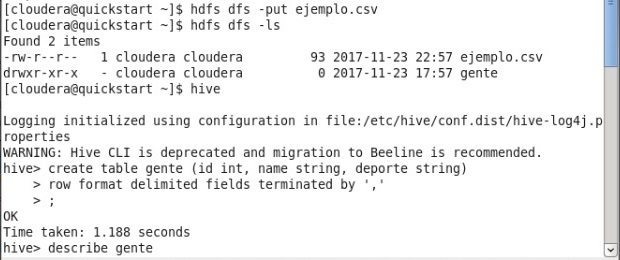 [cloudera@quickstart ~]$ hdfs dfs -put ejemplo.csv
[cloudera@quickstart ~]$ hdfs dfs -ls
Found 2 items
-rw-r--r--   1 cloudera cloudera         93 2017-11-23 22:57 ejemplo.csv
drwxr-xr-x   - cloudera cloudera          0 2017-11-23 17:57 gente
[cloudera@quickstart ~]$ hive

Logging initialized using configuration in file:/etc/hive/conf.dist/hive-log4j.p
roperties
WARNING: Hive CLI is deprecated and migration to Beeline is recommended.
hive> create table gente (id int, name string, deporte string)
    > row format delimited fields terminated by ','
    > ;
OK
Time taken: 1.188 seconds
hive> describe gente